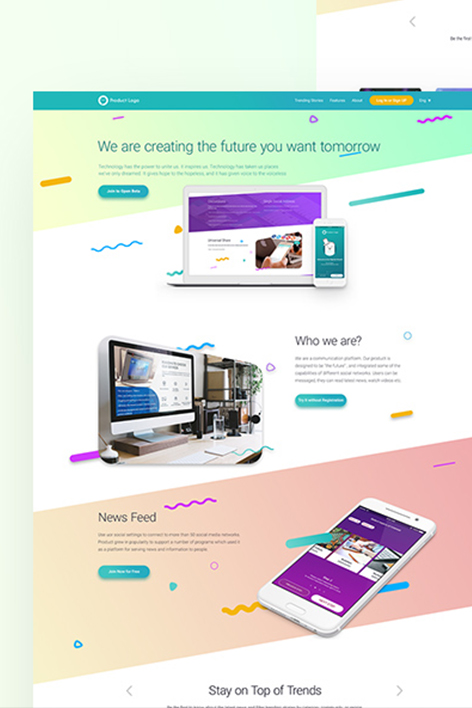 Be the first
Product Logo
Trending Stories Features About Log In or Sign UP Eng
We are creating the future you want tomorrow
Technology has the power to unite us. It inspires us. Technology has taken us places
we've only dreamed. It gives hope to the hopeless, and it has given voice to the voiceless
Join to Open Beta
Who we are?
We are a communication platform. Our product is
designed to be "the future", and integrated some of the
capabilities of different social networks. Users can be
messaged, they can read latest news, watch videos etc.
Try it without Registration
News Feed
Use our social settings to connect to more than 50 social media networks.
Product grew in popularity to support a number of programs which used it
as a platform for serving news and information to people.
Join Now for Free
Stay on Top of Trends